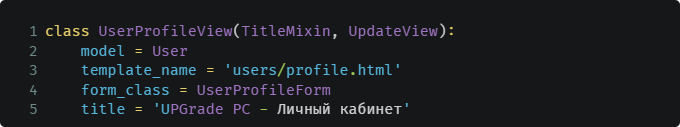 1 class UserProfileView(TitleMixin, UpdateView):
2     model = User
3     template_name = 'users/profile.html'
4     form_class = UserProfileForm
5     title = 'UPGrade PC - Личный кабинет'